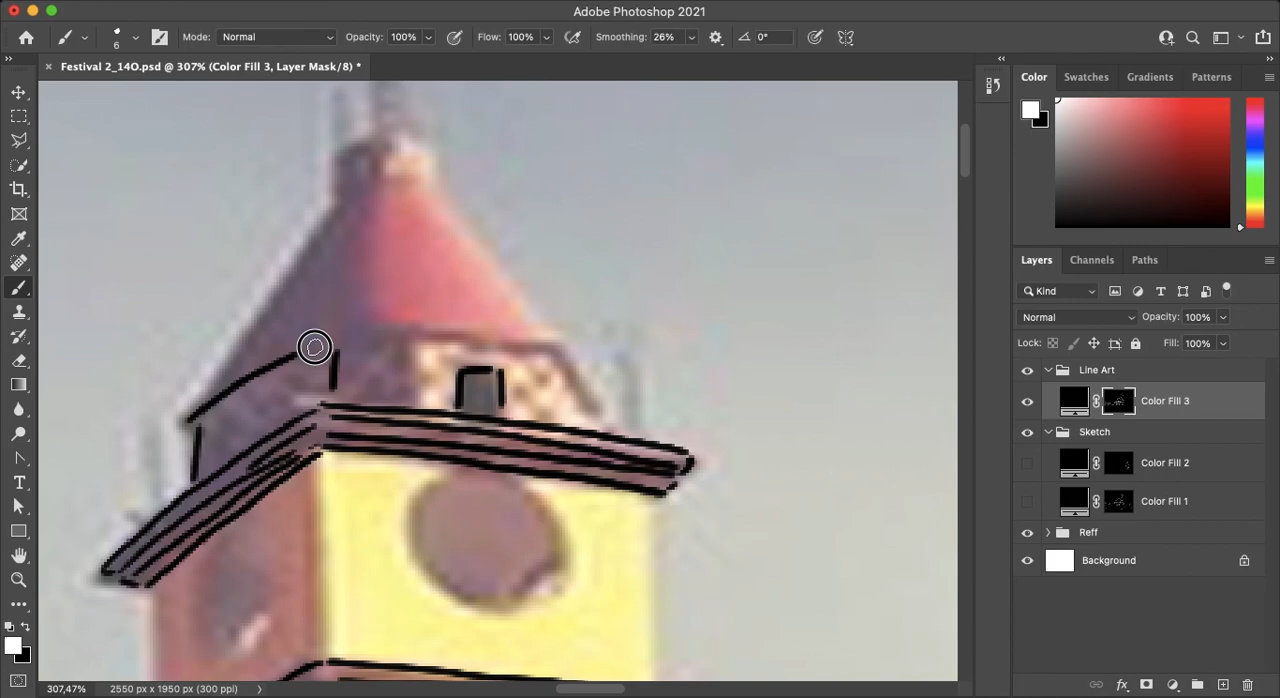 Adobe Photoshop 2021
6 Mode: Normal Opacity: 100% Flow: 100% Smoothing: 26% 0°
Festival 2_14O.psd @ 307% (Color Fill 3, Layer Mask/8) *
Color Swatches Gradients Patterns
Layers Channels Paths
Kind
Normal Opacity: 100%
Lock: Fill: 100%
Line Art
Color Fill 3
Sketch
Color Fill 2
Color Fill 1
Reff
Background
307,47% 2550 px x 1950 px (300 ppi)